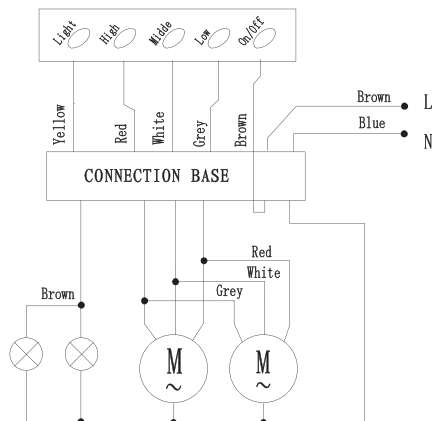 Light High Midde Low On/Off
Yellow Red White Grey Brown
Brown L
Blue N
CONNECTION BASE
Red
White
Grey
Brown
M M
~ ~